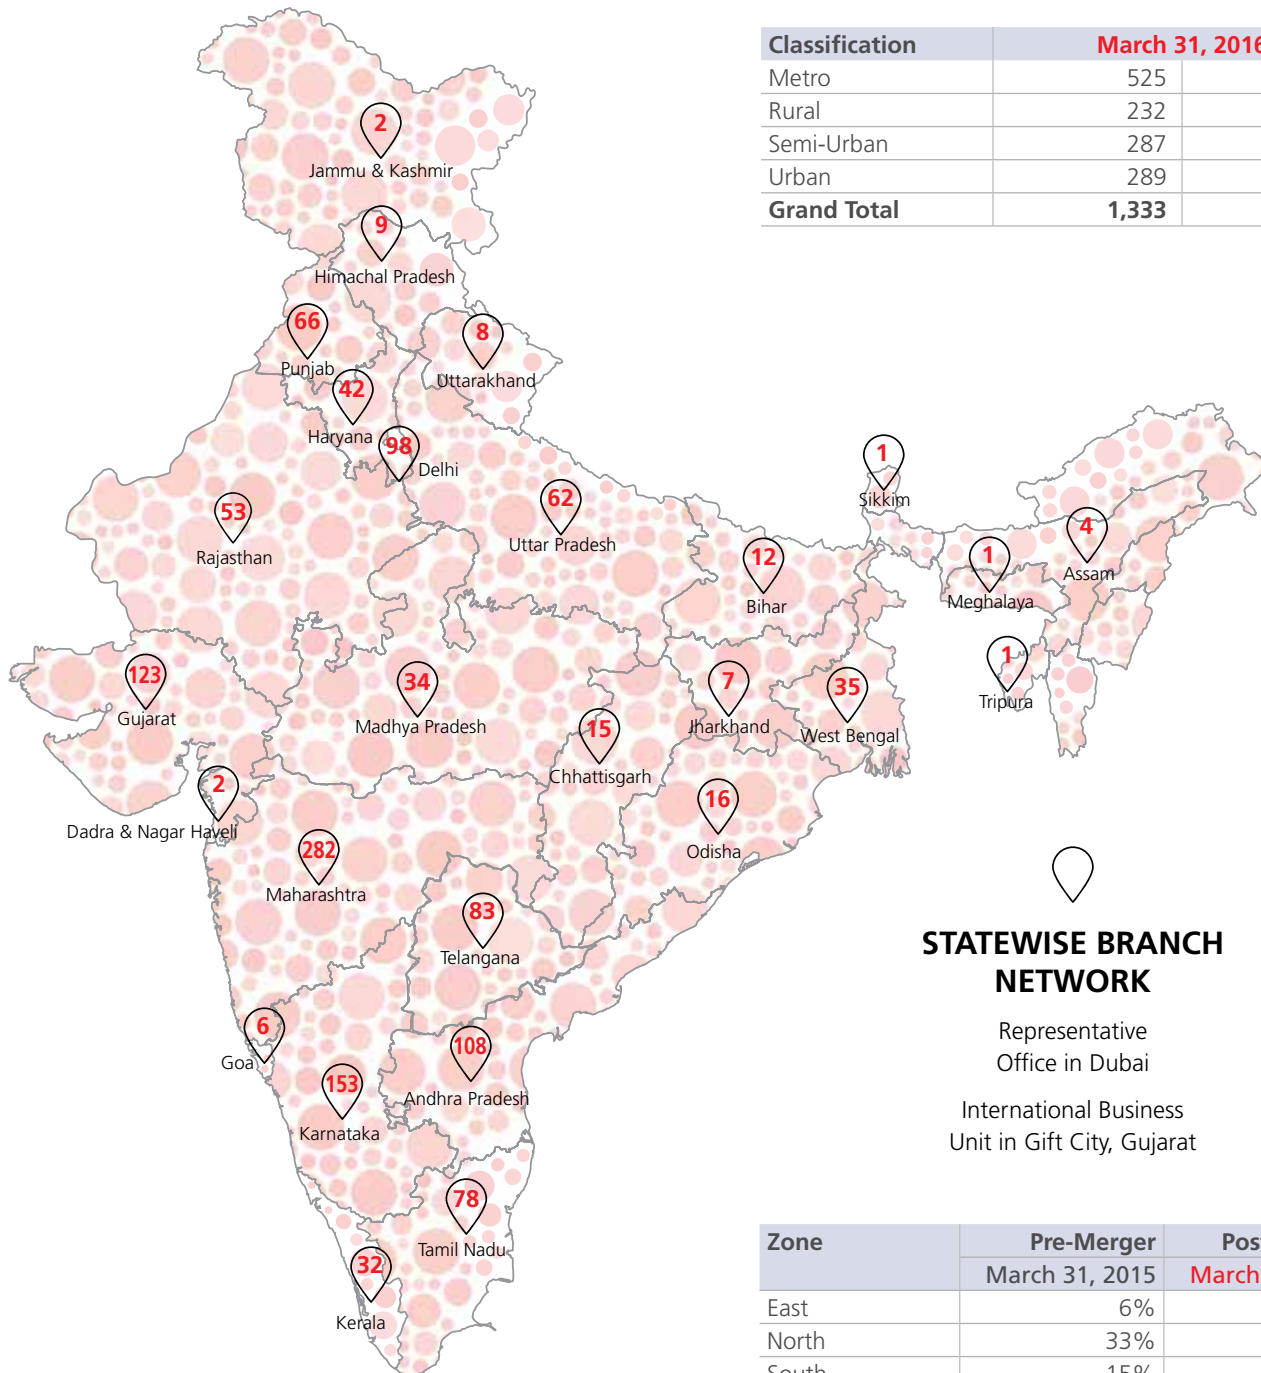 Classification March 31, 2016
Metro 525
Rural 232
Semi-Urban 287
Urban 289
Grand Total 1,333
2
Jammu & Kashmir
9
Himachal Pradesh
66
Punjab
8
Uttarakhand
42
Haryana
98
Delhi
53
Rajasthan
62
Uttar Pradesh
1
Sikkim
12
Bihar
1
Meghalaya
4
Assam
1
Tripura
123
Gujarat
34
Madhya Pradesh
15
Chhattisgarh
7
Jharkhand
35
West Bengal
2
Dadra & Nagar Haveli
16
Odisha
282
Maharashtra
83
Telangana
6
Goa
108
Andhra Pradesh
153
Karnataka
78
Tamil Nadu
32
Kerala
STATEWISE BRANCH
NETWORK
Representative
Office in Dubai
International Business
Unit in Gift City, Gujarat
Zone Pre-Merger Pos
March 31, 2015 March
East 6%
North 33%
South 15%